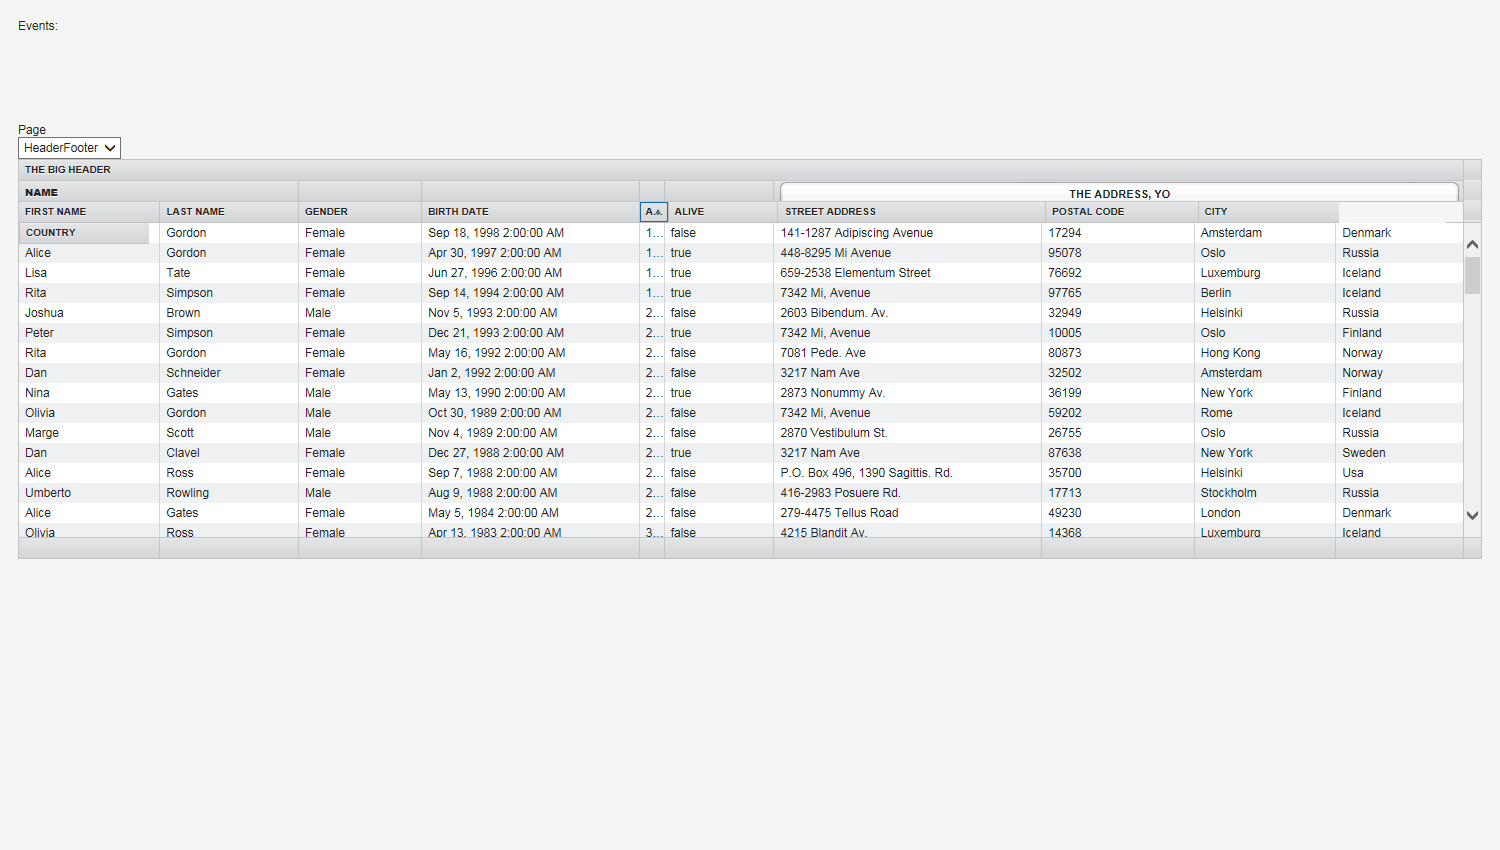 Events:
Page
HeaderFooter
THE BIG HEADER
NAME THE ADDRESS, YO
FIRST NAME LAST NAME GENDER BIRTH DATE A... ALIVE STREET ADDRESS POSTAL CODE CITY
COUNTRY Gordon Female Sep 18, 1998 2:00:00 AM 1... false 141-1287 Adipiscing Avenue 17294 Amsterdam Denmark
Alice Gordon Female Apr 30, 1997 2:00:00 AM 1... true 448-8295 Mi Avenue 95078 Oslo Russia
Lisa Tate Female Jun 27, 1996 2:00:00 AM 1... true 659-2538 Elementum Street 76692 Luxemburg Iceland
Rita Simpson Female Sep 14, 1994 2:00:00 AM 1... true 7342 Mi, Avenue 97765 Berlin Iceland
Joshua Brown Male Nov 5, 1993 2:00:00 AM 2... false 2603 Bibendum. Av. 32949 Helsinki Russia
Peter Simpson Female Dec 21, 1993 2:00:00 AM 2... true 7342 Mi, Avenue 10005 Oslo Finland
Rita Gordon Female May 16, 1992 2:00:00 AM 2... false 7081 Pede. Ave 80873 Hong Kong Norway
Dan Schneider Female Jan 2, 1992 2:00:00 AM 2... false 3217 Nam Ave 32502 Amsterdam Norway
Nina Gates Male May 13, 1990 2:00:00 AM 2... true 2873 Nonummy Av. 36199 New York Finland
Olivia Gordon Male Oct 30, 1989 2:00:00 AM 2... false 7342 Mi, Avenue 59202 Rome Iceland
Marge Scott Male Nov 4, 1989 2:00:00 AM 2... false 2870 Vestibulum St. 26755 Oslo Russia
Dan Clavel Female Dec 27, 1988 2:00:00 AM 2... true 3217 Nam Ave 87638 New York Sweden
Alice Ross Female Sep 7, 1988 2:00:00 AM 2... false P.O. Box 496, 1390 Sagittis. Rd. 35700 Helsinki Usa
Umberto Rowling Male Aug 9, 1988 2:00:00 AM 2... false 416-2983 Posuere Rd. 17713 Stockholm Russia
Alice Gates Female May 5, 1984 2:00:00 AM 2... false 279-4475 Tellus Road 49230 London Denmark
Olivia Ross Female Apr 13, 1983 2:00:00 AM 3... false 4215 Blandit Av. 14368 Luxemburg Iceland